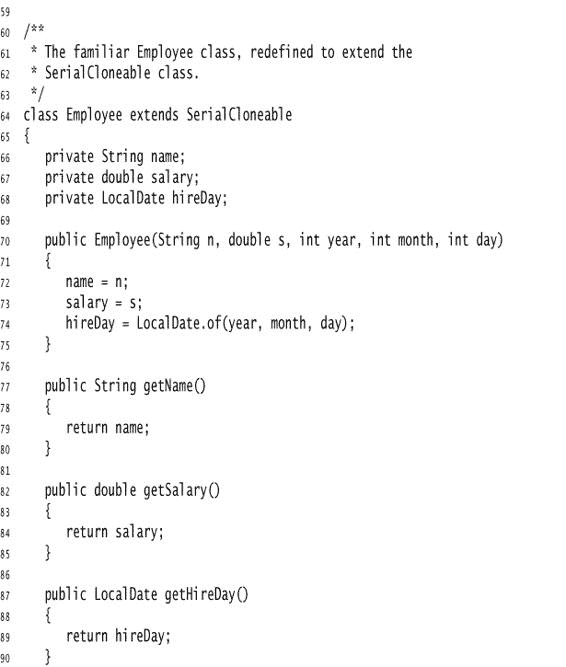 59
60 /**
61  * The familiar Employee class, redefined to extend the
62  * SerialCloneable class.
63  */
64 class Employee extends SerialCloneable
65 {
66    private String name;
67    private double salary;
68    private LocalDate hireDay;
69
70    public Employee(String n, double s, int year, int month, int day)
71    {
72       name = n;
73       salary = s;
74       hireDay = LocalDate.of(year, month, day);
75    }
76
77    public String getName()
78    {
79       return name;
80    }
81
82    public double getSalary()
83    {
84       return salary;
85    }
86
87    public LocalDate getHireDay()
88    {
89       return hireDay;
90    }